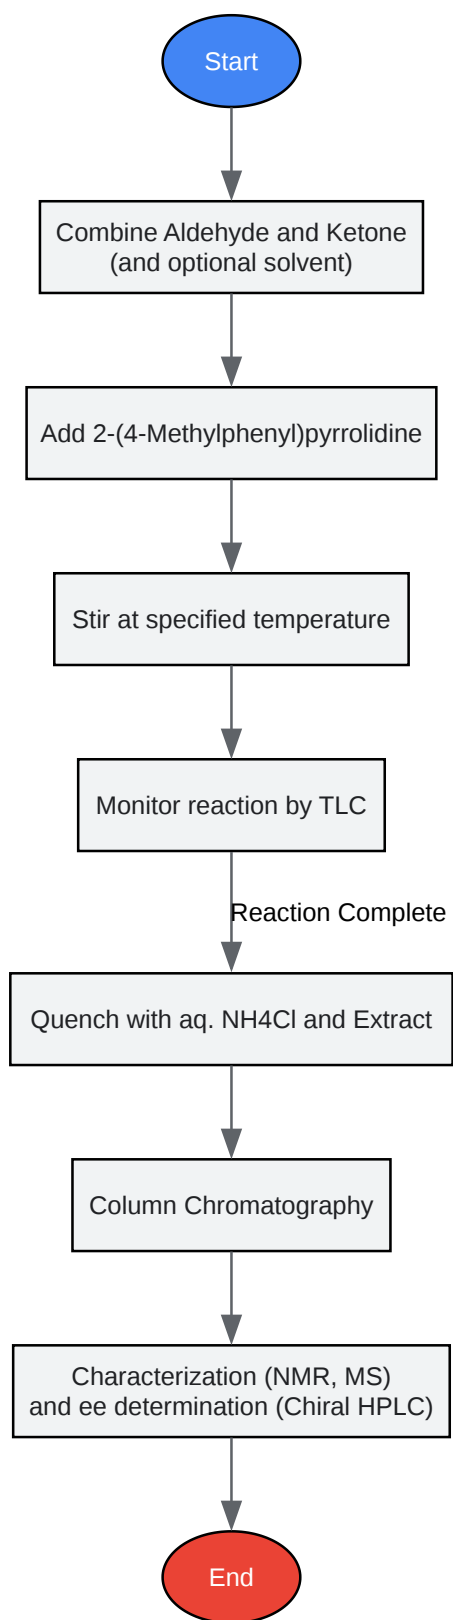 Start
Combine Aldehyde and Ketone
(and optional solvent)
Add 2-(4-Methylphenyl)pyrrolidine
Stir at specified temperature
Monitor reaction by TLC
Reaction Complete
Quench with aq. NH4Cl and Extract
Column Chromatography
Characterization (NMR, MS)
and ee determination (Chiral HPLC)
End